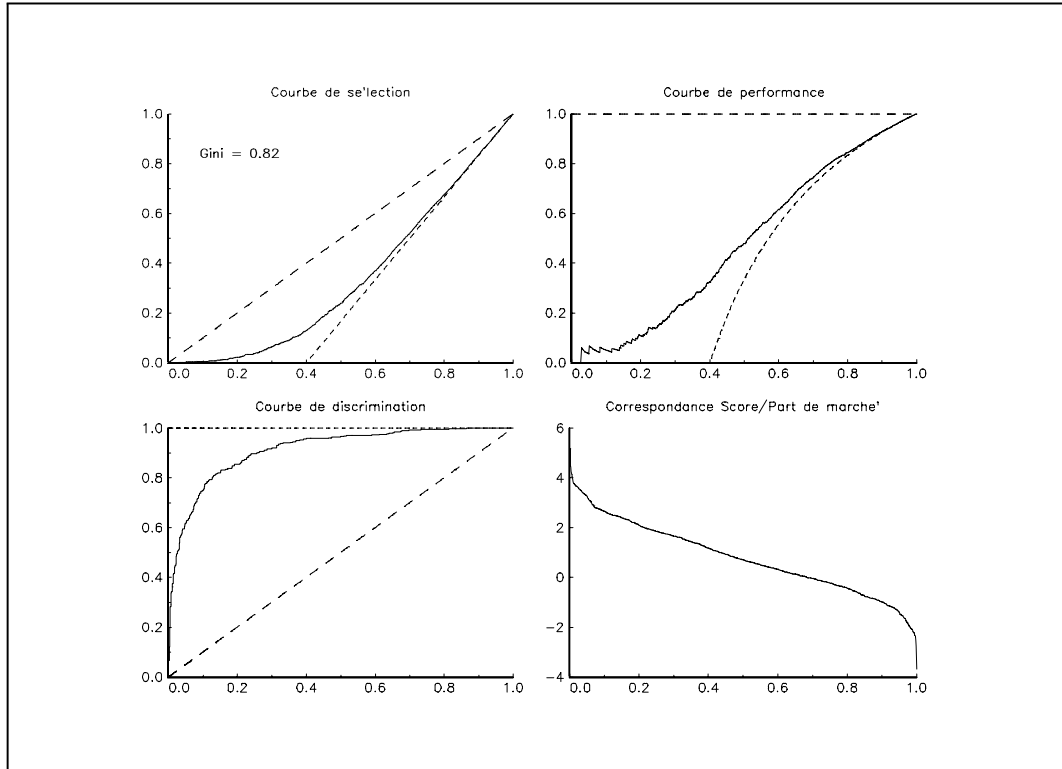 Courbe de se'lection
Gini = 0.82
1.0
0.8
0.6
0.4
0.2
0.0
0.0 0.2 0.4 0.6 0.8 1.0
Courbe de performance
1.0
0.8
0.6
0.4
0.2
0.0
0.0 0.2 0.4 0.6 0.8 1.0
Courbe de discrimination
1.0
0.8
0.6
0.4
0.2
0.0
0.0 0.2 0.4 0.6 0.8 1.0
Correspondance Score/Part de marche'
6
4
2
0
-2
-4
0.0 0.2 0.4 0.6 0.8 1.0